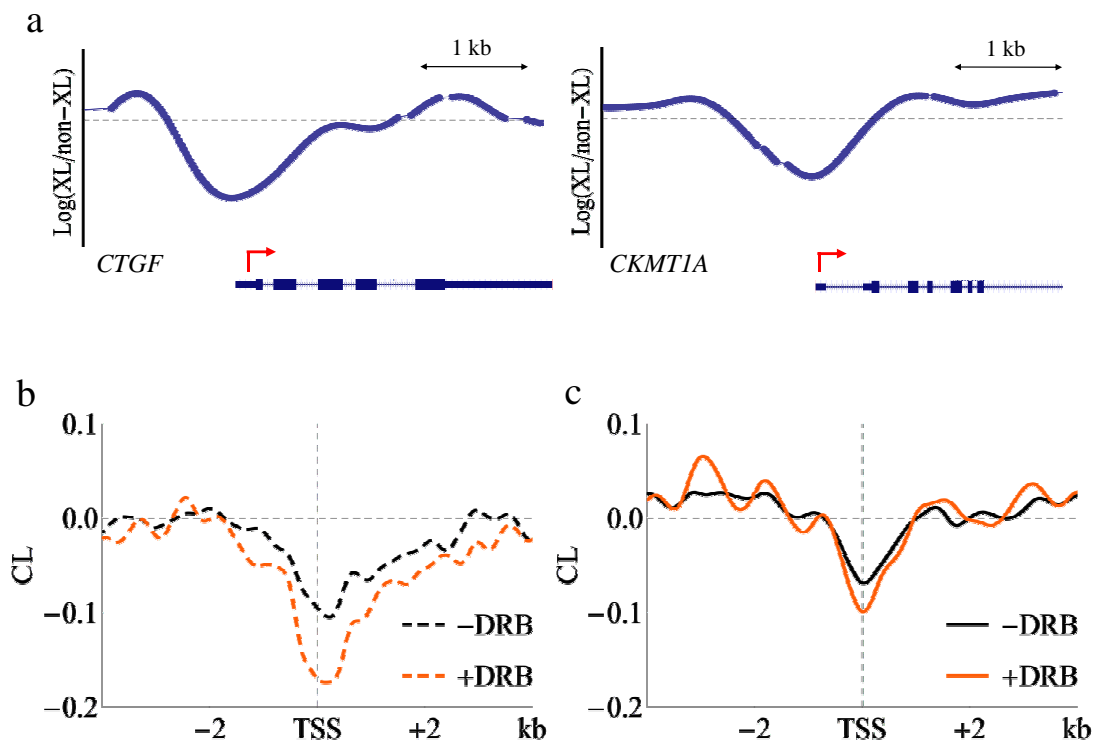 a
1 kb
1 kb
Log(XL/non−XL)
Log(XL/non−XL)
CTGF
CKMT1A
b
0.1
0.0
−0.1
−0.2
CL
−DRB
+DRB
−2
TSS
+2
kb
c
0.1
0.0
−0.1
−0.2
CL
−DRB
+DRB
−2
TSS
+2
kb